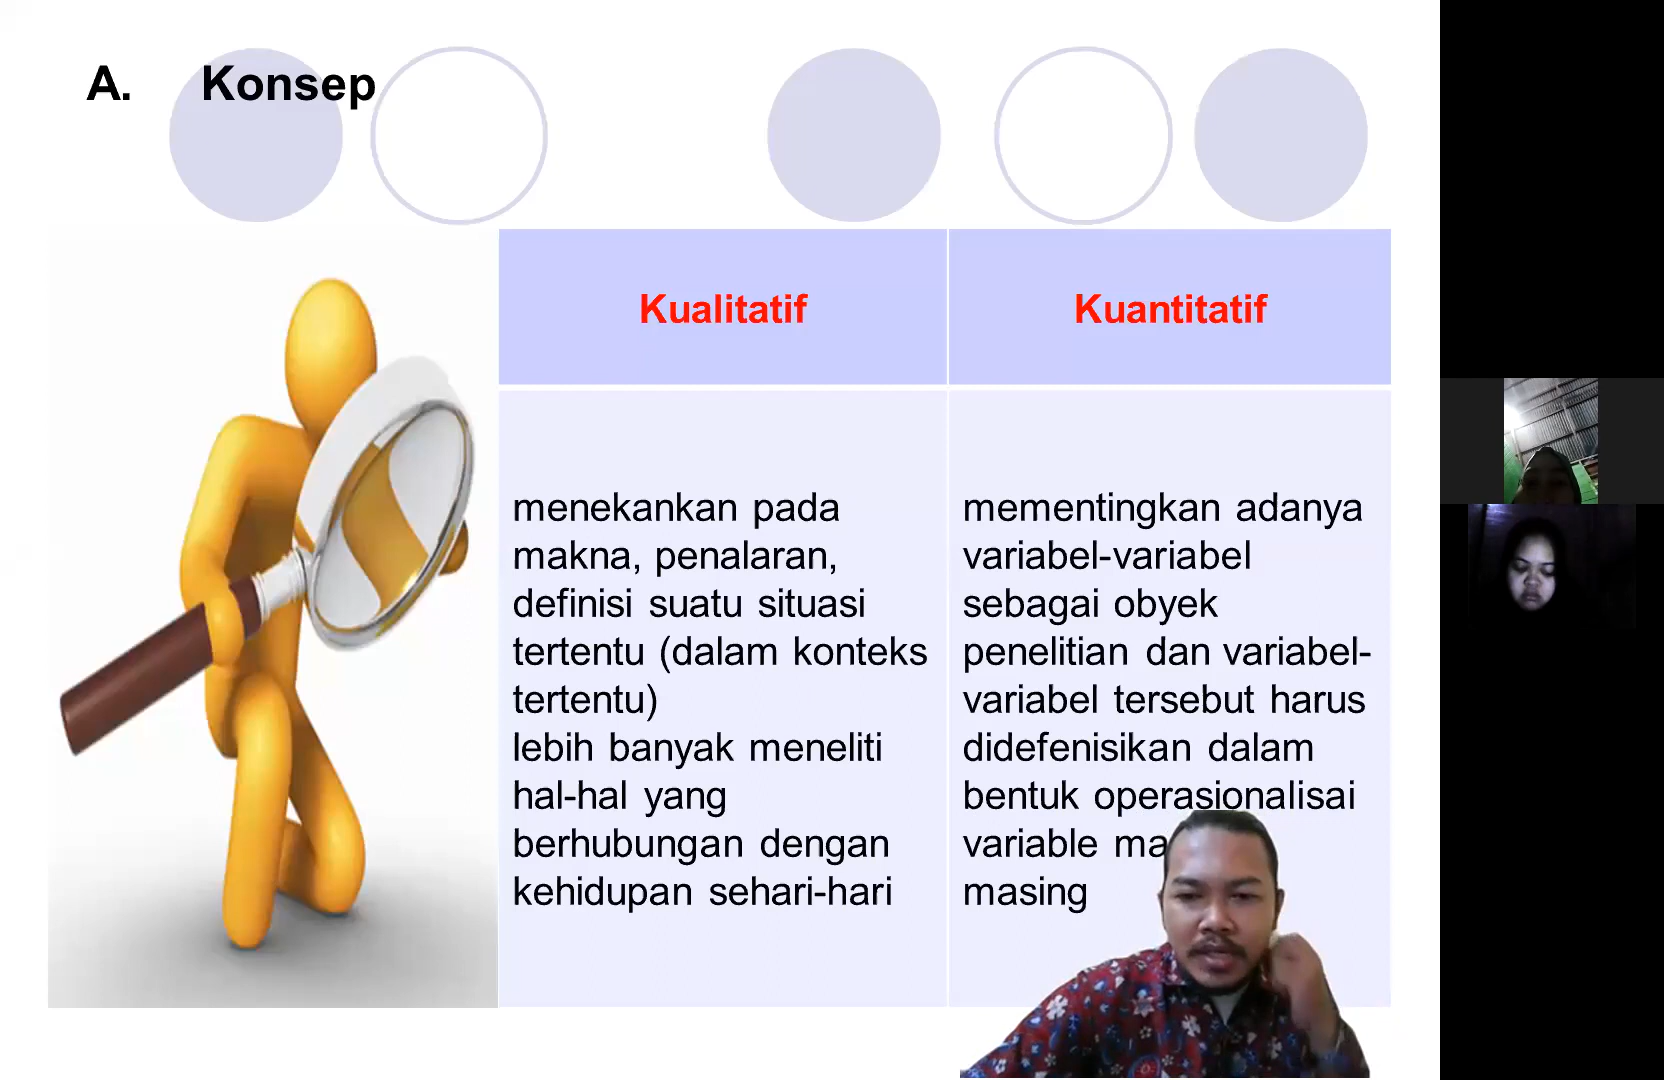 A. Konsep
Kualitatif
Kuantitatif
menekankan pada
makna, penalaran,
definisi suatu situasi
tertentu (dalam konteks
tertentu)
lebih banyak meneliti
hal-hal yang
berhubungan dengan
kehidupan sehari-hari
mementingkan adanya
variabel-variabel
sebagai obyek
penelitian dan variabel-
variabel tersebut harus
didefenisikan dalam
bentuk operasionalisai
variable
masing